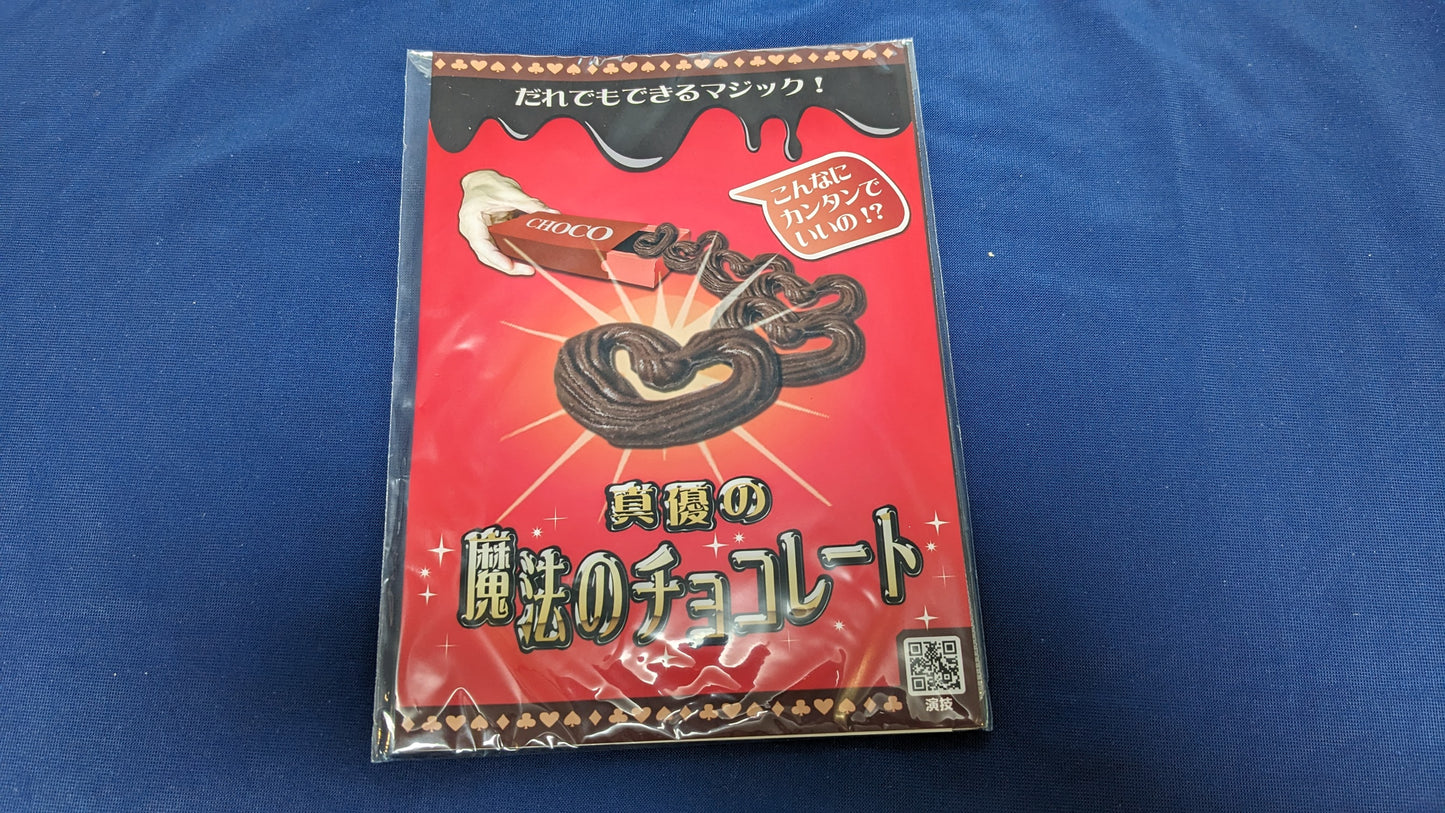 だれでもできるマジック！
こんなに
カンタンで
いいの！？
CHOCO
真優の
魔法のチョコレート
演技